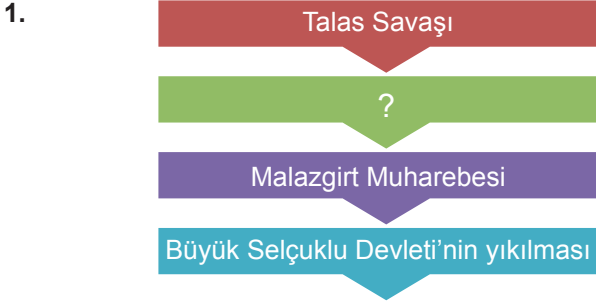 1.
Talas Savaşı
?
Malazgirt Muharebesi
Büyük Selçuklu Devleti’nin yıkılması